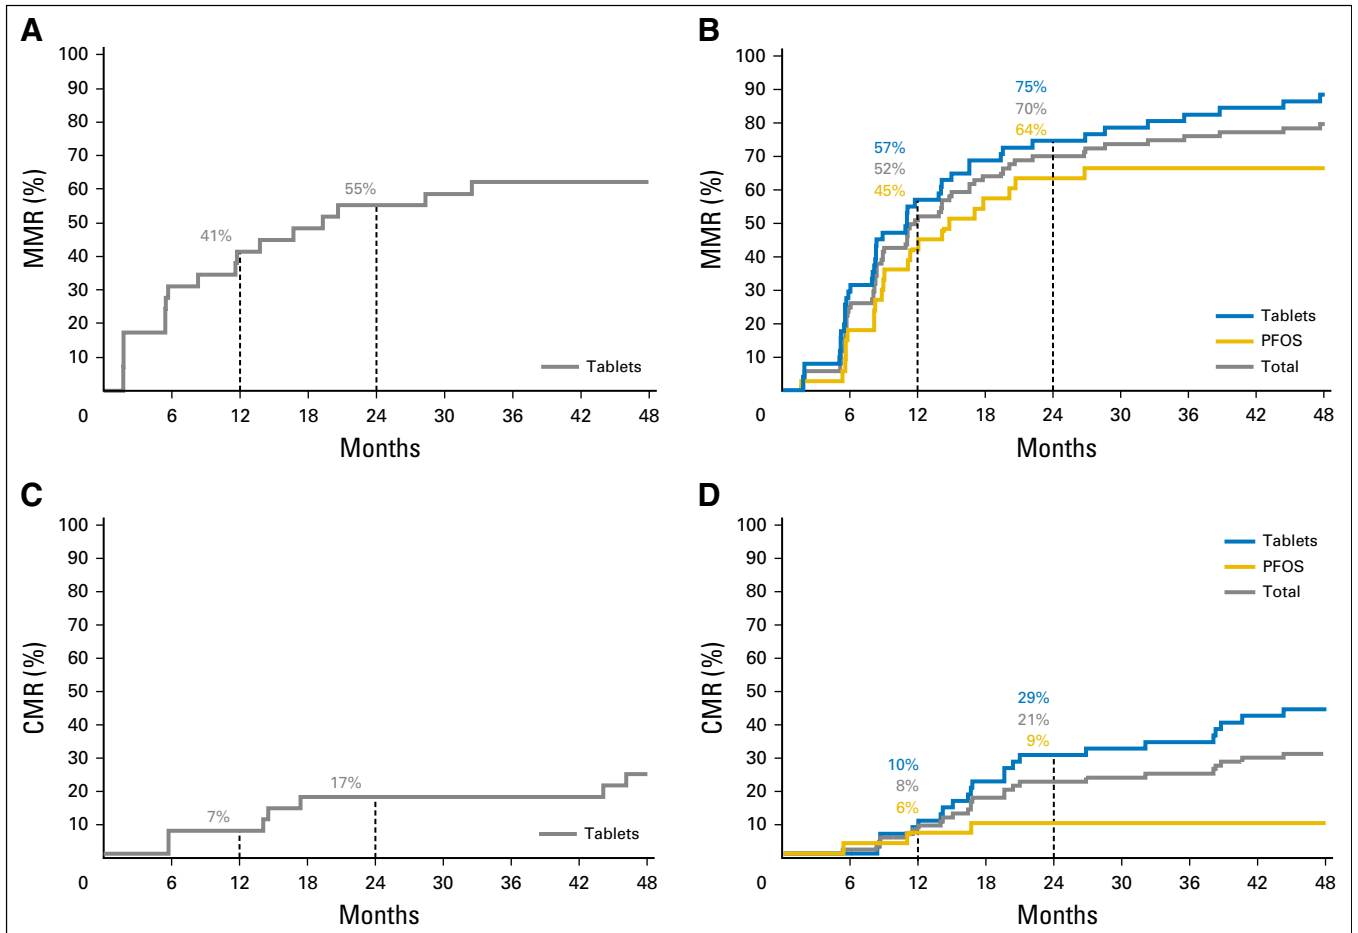 A
100
90
80
70
60
50
40
30
20
10
0
MMR (%)
41%
55%
Tablets
6 12 18 24 30 36 42 48
Months
B
100
90
80
70
60
50
40
30
20
10
0
MMR (%)
57%
52%
45%
75%
70%
64%
Tablets
PFOS
Total
6 12 18 24 30 36 42 48
Months
C
100
90
80
70
60
50
40
30
20
10
0
CMR (%)
7%
17%
Tablets
6 12 18 24 30 36 42 48
Months
D
100
90
80
70
60
50
40
30
20
10
0
CMR (%)
Tablets
PFOS
Total
10%
8%
6%
29%
21%
9%
6 12 18 24 30 36 42 48
Months